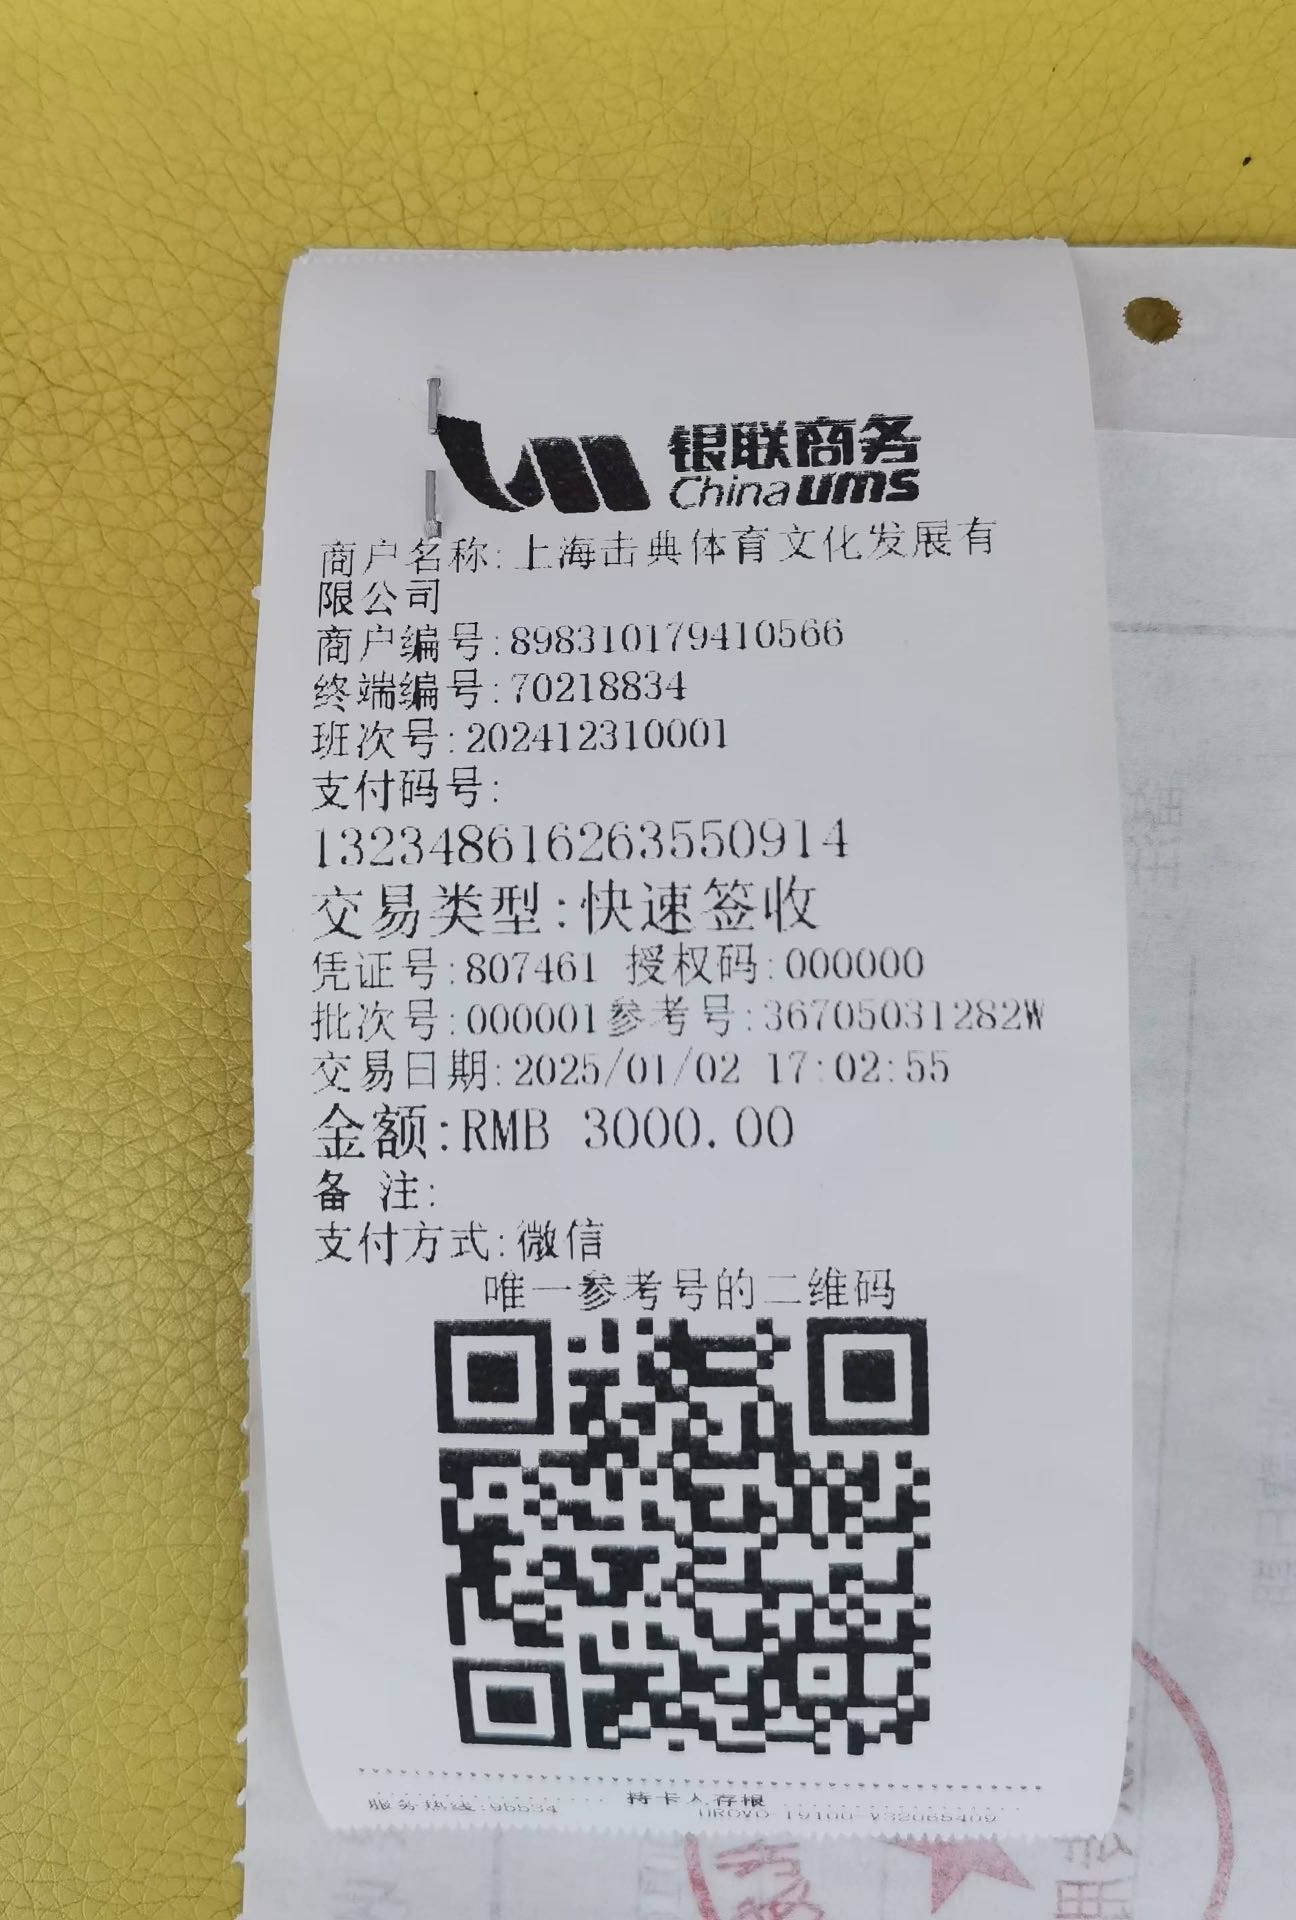 银联商务
China ums
商户名称:上海击典体育文化发展有
限公司
商户编号:898310179410566
终端编号:70218834
班次号:202412310001
支付码号:
132348616263550914
交易类型:快速签收
凭证号:807461 授权码:000000
批次号:000001参考号:36705031282W
交易日期:2025/01/02 17:02:55
金额:RMB 3000.00
备 注:
支付方式:微信
唯一参考号的二维码
持卡人存根
服务热线:95534